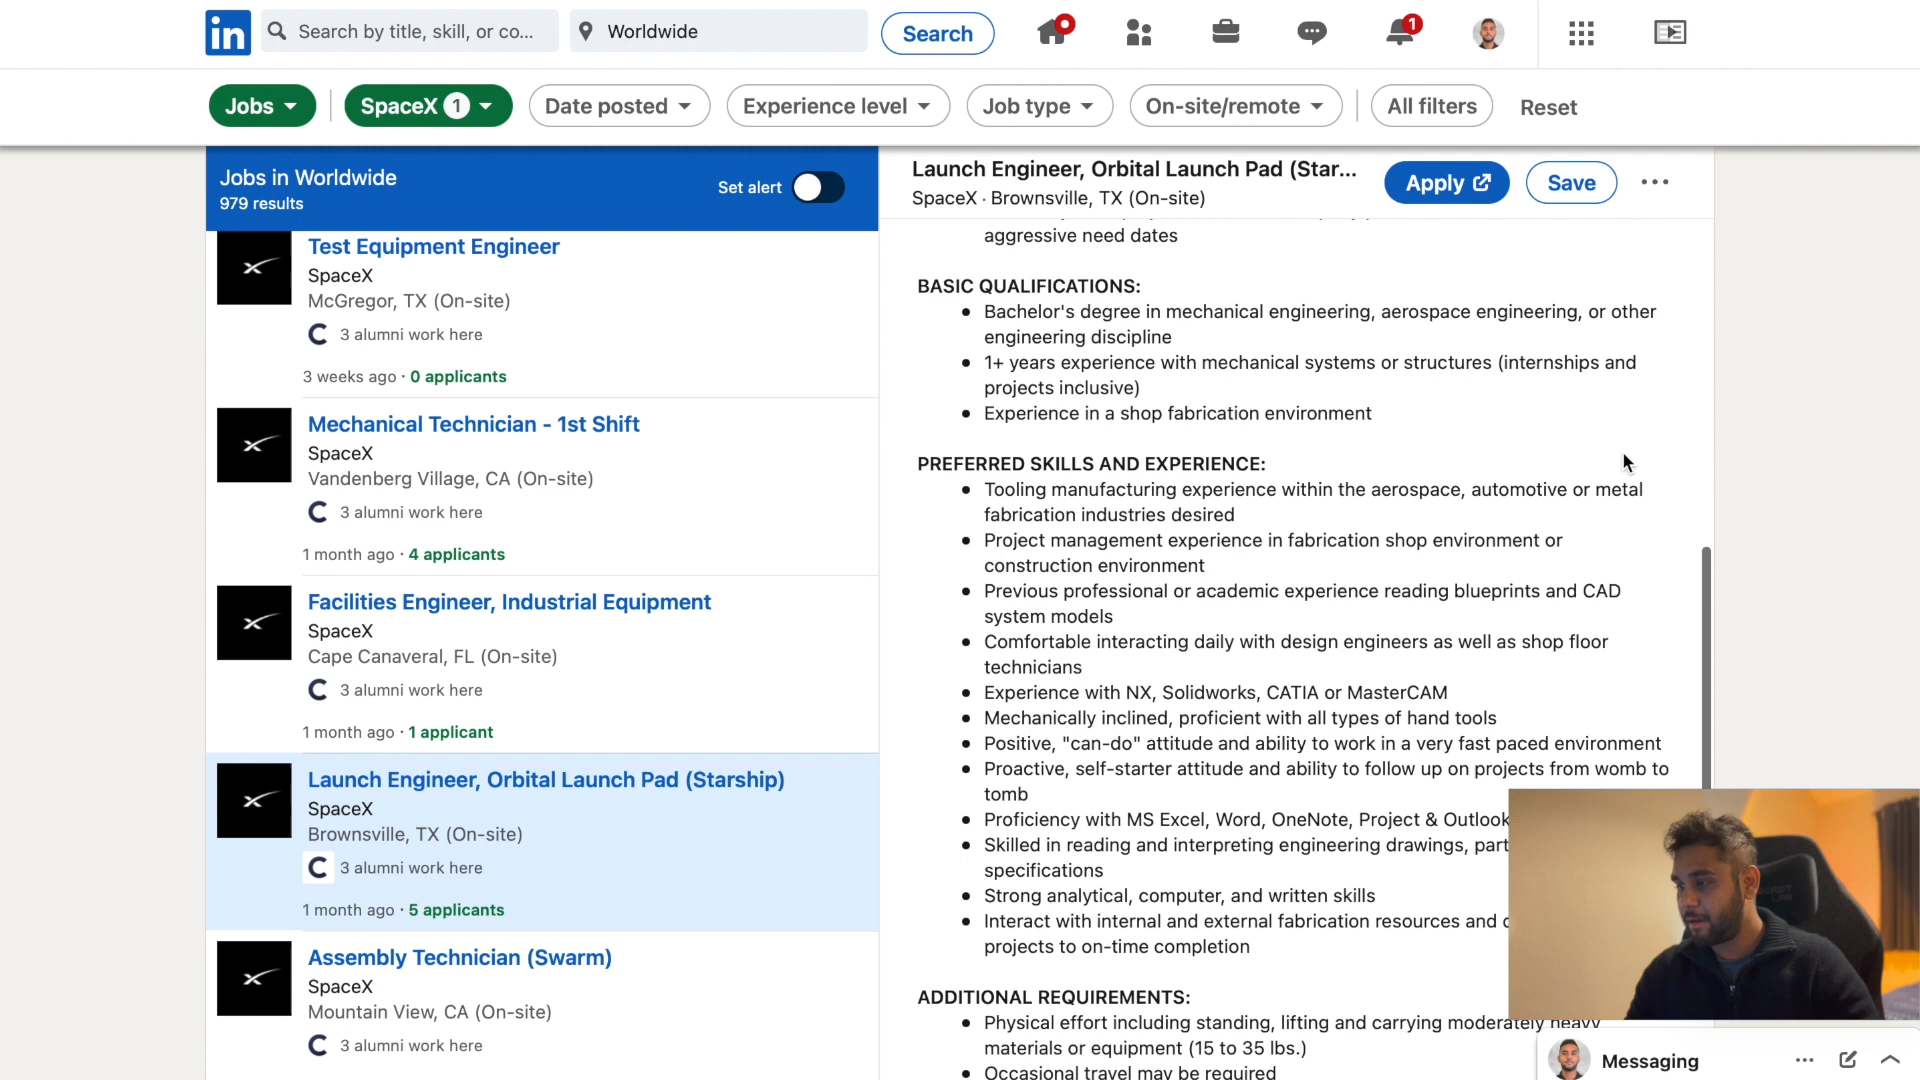 in
Search by title, skill, or co...
Worldwide
Search
1
Jobs
SpaceX 1
Date posted
Experience level
Job type
On-site/remote
All filters
Reset
Jobs in Worldwide
979 results
Set alert
Test Equipment Engineer
SpaceX
McGregor, TX (On-site)
3 alumni work here
3 weeks ago · 0 applicants
Mechanical Technician - 1st Shift
SpaceX
Vandenberg Village, CA (On-site)
3 alumni work here
1 month ago · 4 applicants
Facilities Engineer, Industrial Equipment
SpaceX
Cape Canaveral, FL (On-site)
3 alumni work here
1 month ago · 1 applicant
Launch Engineer, Orbital Launch Pad (Starship)
SpaceX
Brownsville, TX (On-site)
3 alumni work here
1 month ago · 5 applicants
Assembly Technician (Swarm)
SpaceX
Mountain View, CA (On-site)
3 alumni work here
Launch Engineer, Orbital Launch Pad (Star...
SpaceX · Brownsville, TX (On-site)
Apply
Save
aggressive need dates
BASIC QUALIFICATIONS:
• Bachelor's degree in mechanical engineering, aerospace engineering, or other
engineering discipline
• 1+ years experience with mechanical systems or structures (internships and
projects inclusive)
• Experience in a shop fabrication environment
PREFERRED SKILLS AND EXPERIENCE:
• Tooling manufacturing experience within the aerospace, automotive or metal
fabrication industries desired
• Project management experience in fabrication shop environment or
construction environment
• Previous professional or academic experience reading blueprints and CAD
system models
• Comfortable interacting daily with design engineers as well as shop floor
technicians
• Experience with NX, Solidworks, CATIA or MasterCAM
• Mechanically inclined, proficient with all types of hand tools
• Positive, "can-do" attitude and ability to work in a very fast paced environment
• Proactive, self-starter attitude and ability to follow up on projects from womb to
tomb
• Proficiency with MS Excel, Word, OneNote, Project & Outlook
• Skilled in reading and interpreting engineering drawings, part
specifications
• Strong analytical, computer, and written skills
• Interact with internal and external fabrication resources and
projects to on-time completion
ADDITIONAL REQUIREMENTS:
• Physical effort including standing, lifting and carrying moderately heavy
materials or equipment (15 to 35 lbs.)
• Occasional travel may be required
Messaging